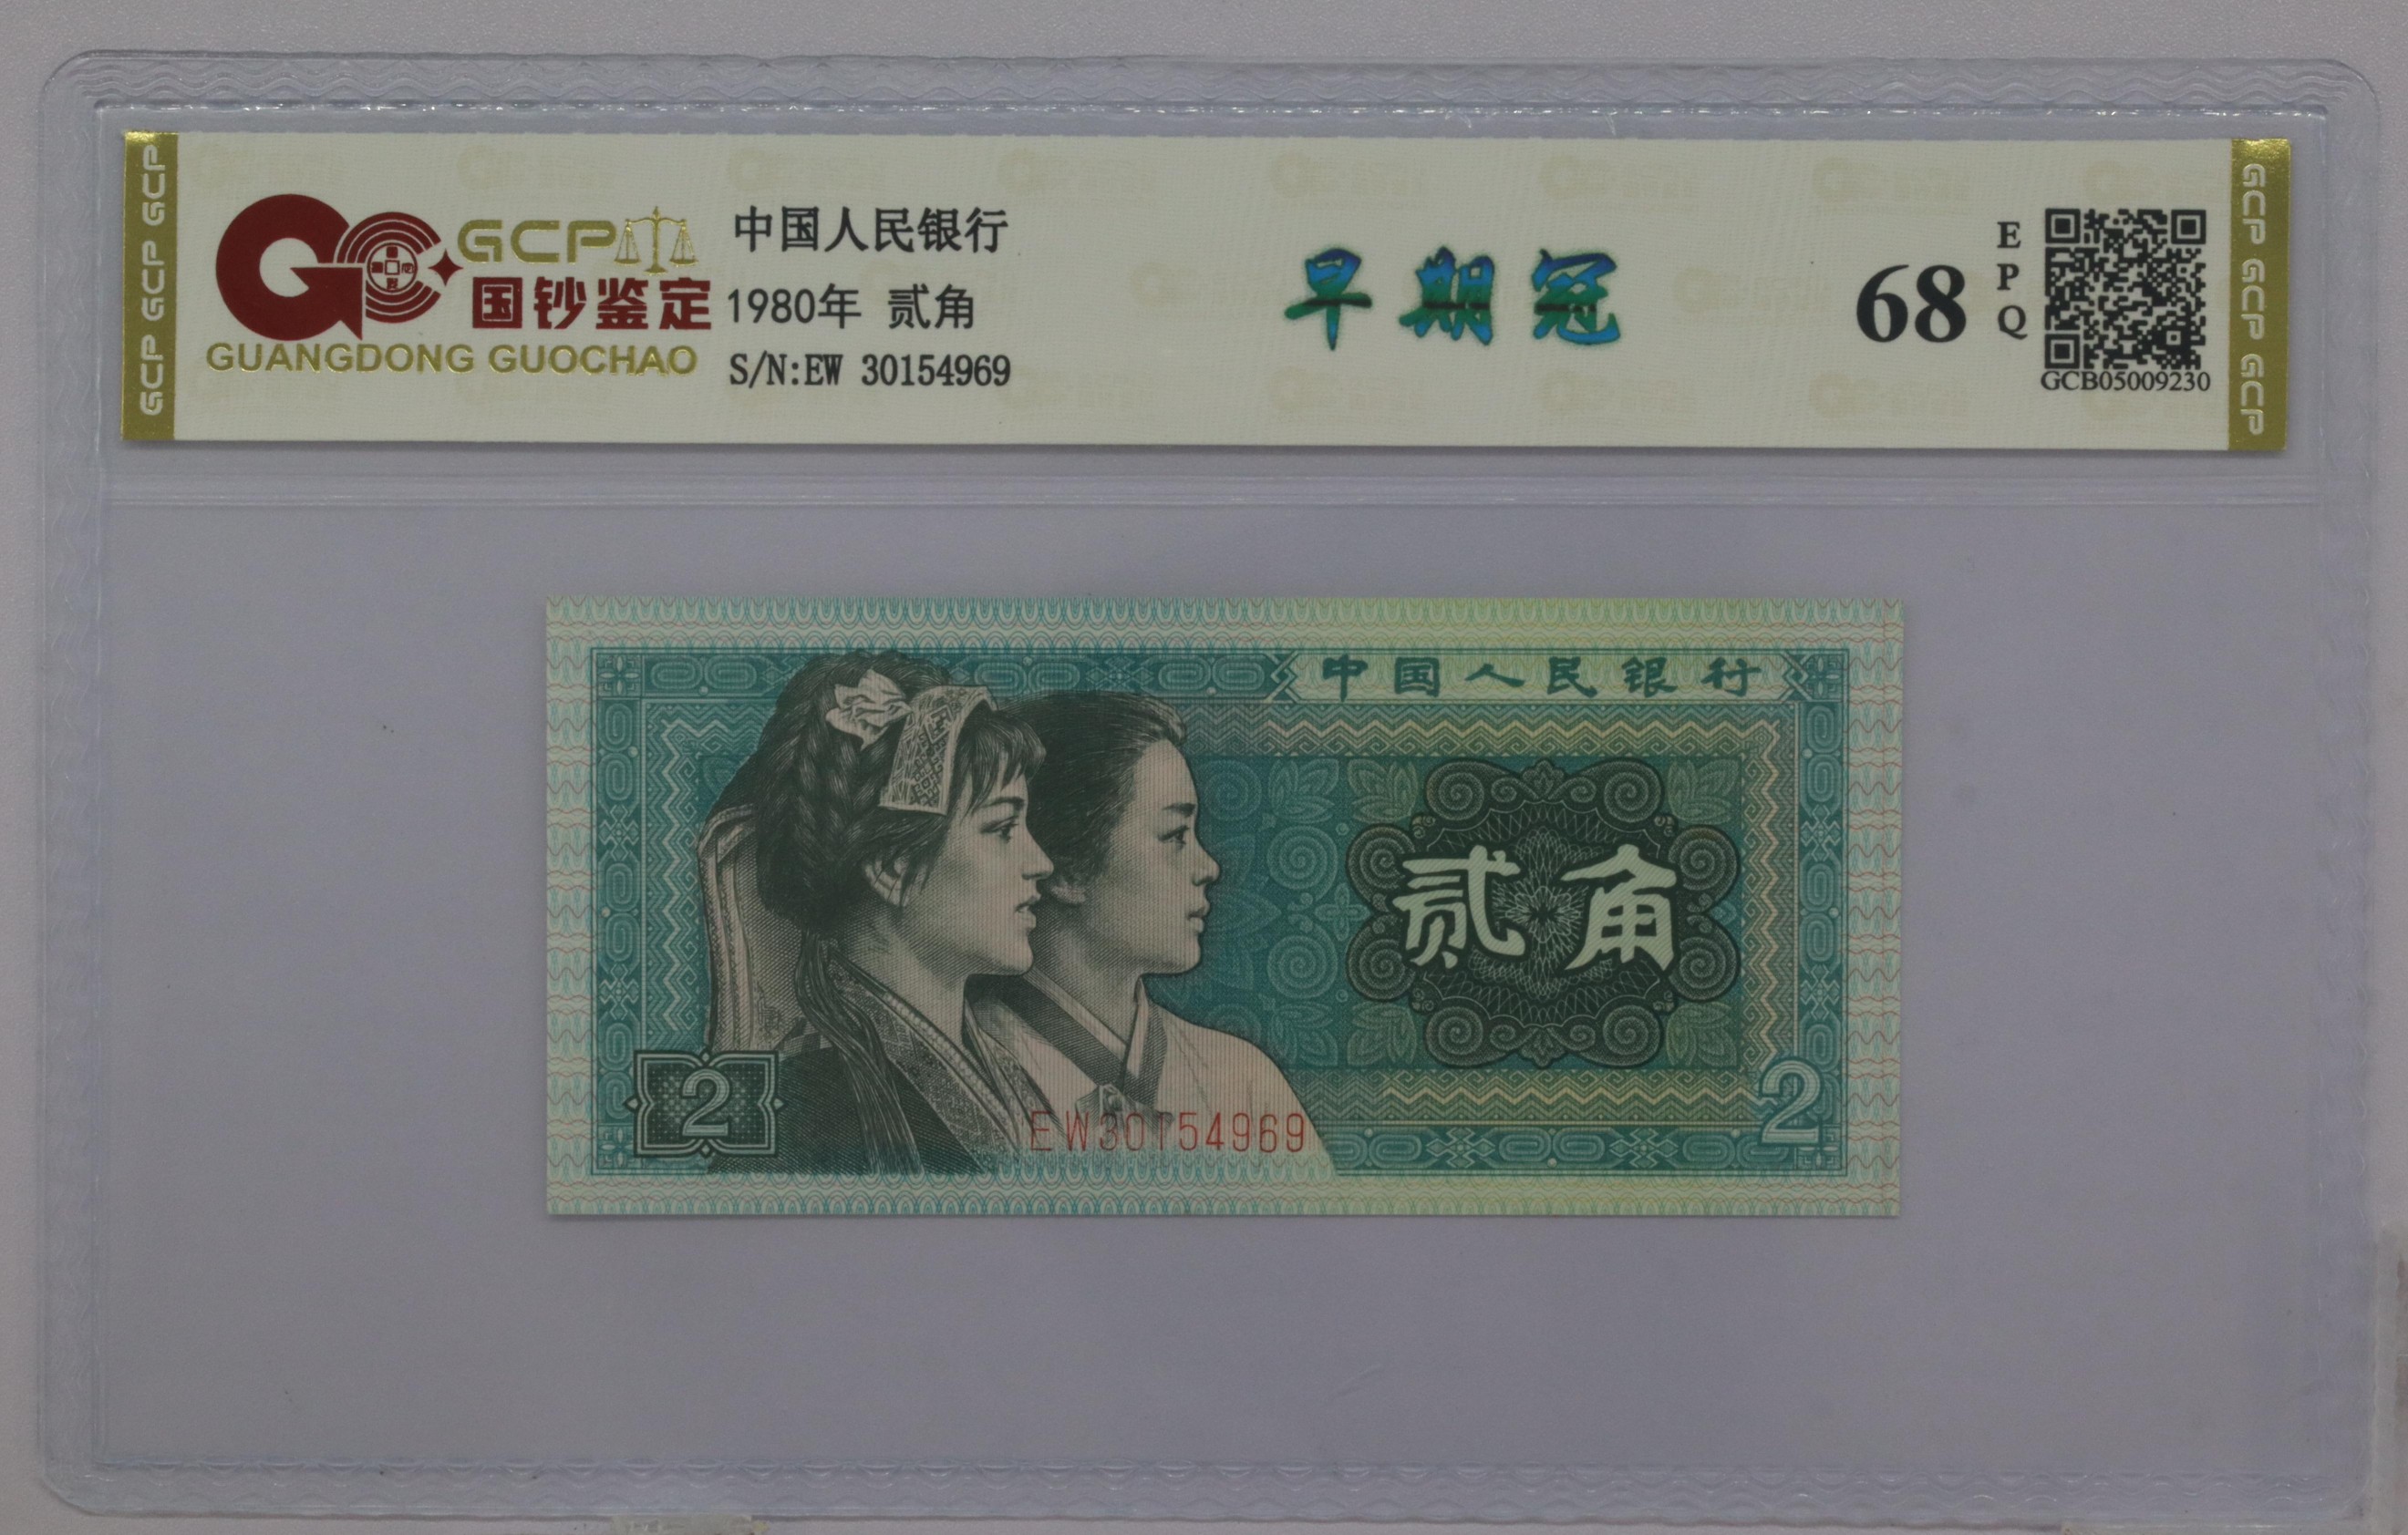 GCP GCP GCP
GCP
国钞鉴定
GUANGDONG GUOCHAO
中国人民银行
1980年 贰角
S/N:EW 30154969
早期冠
68
EPQ
GCB05009230
GCP GCP GCP
中国人民银行
贰角
2
EW30154969
2